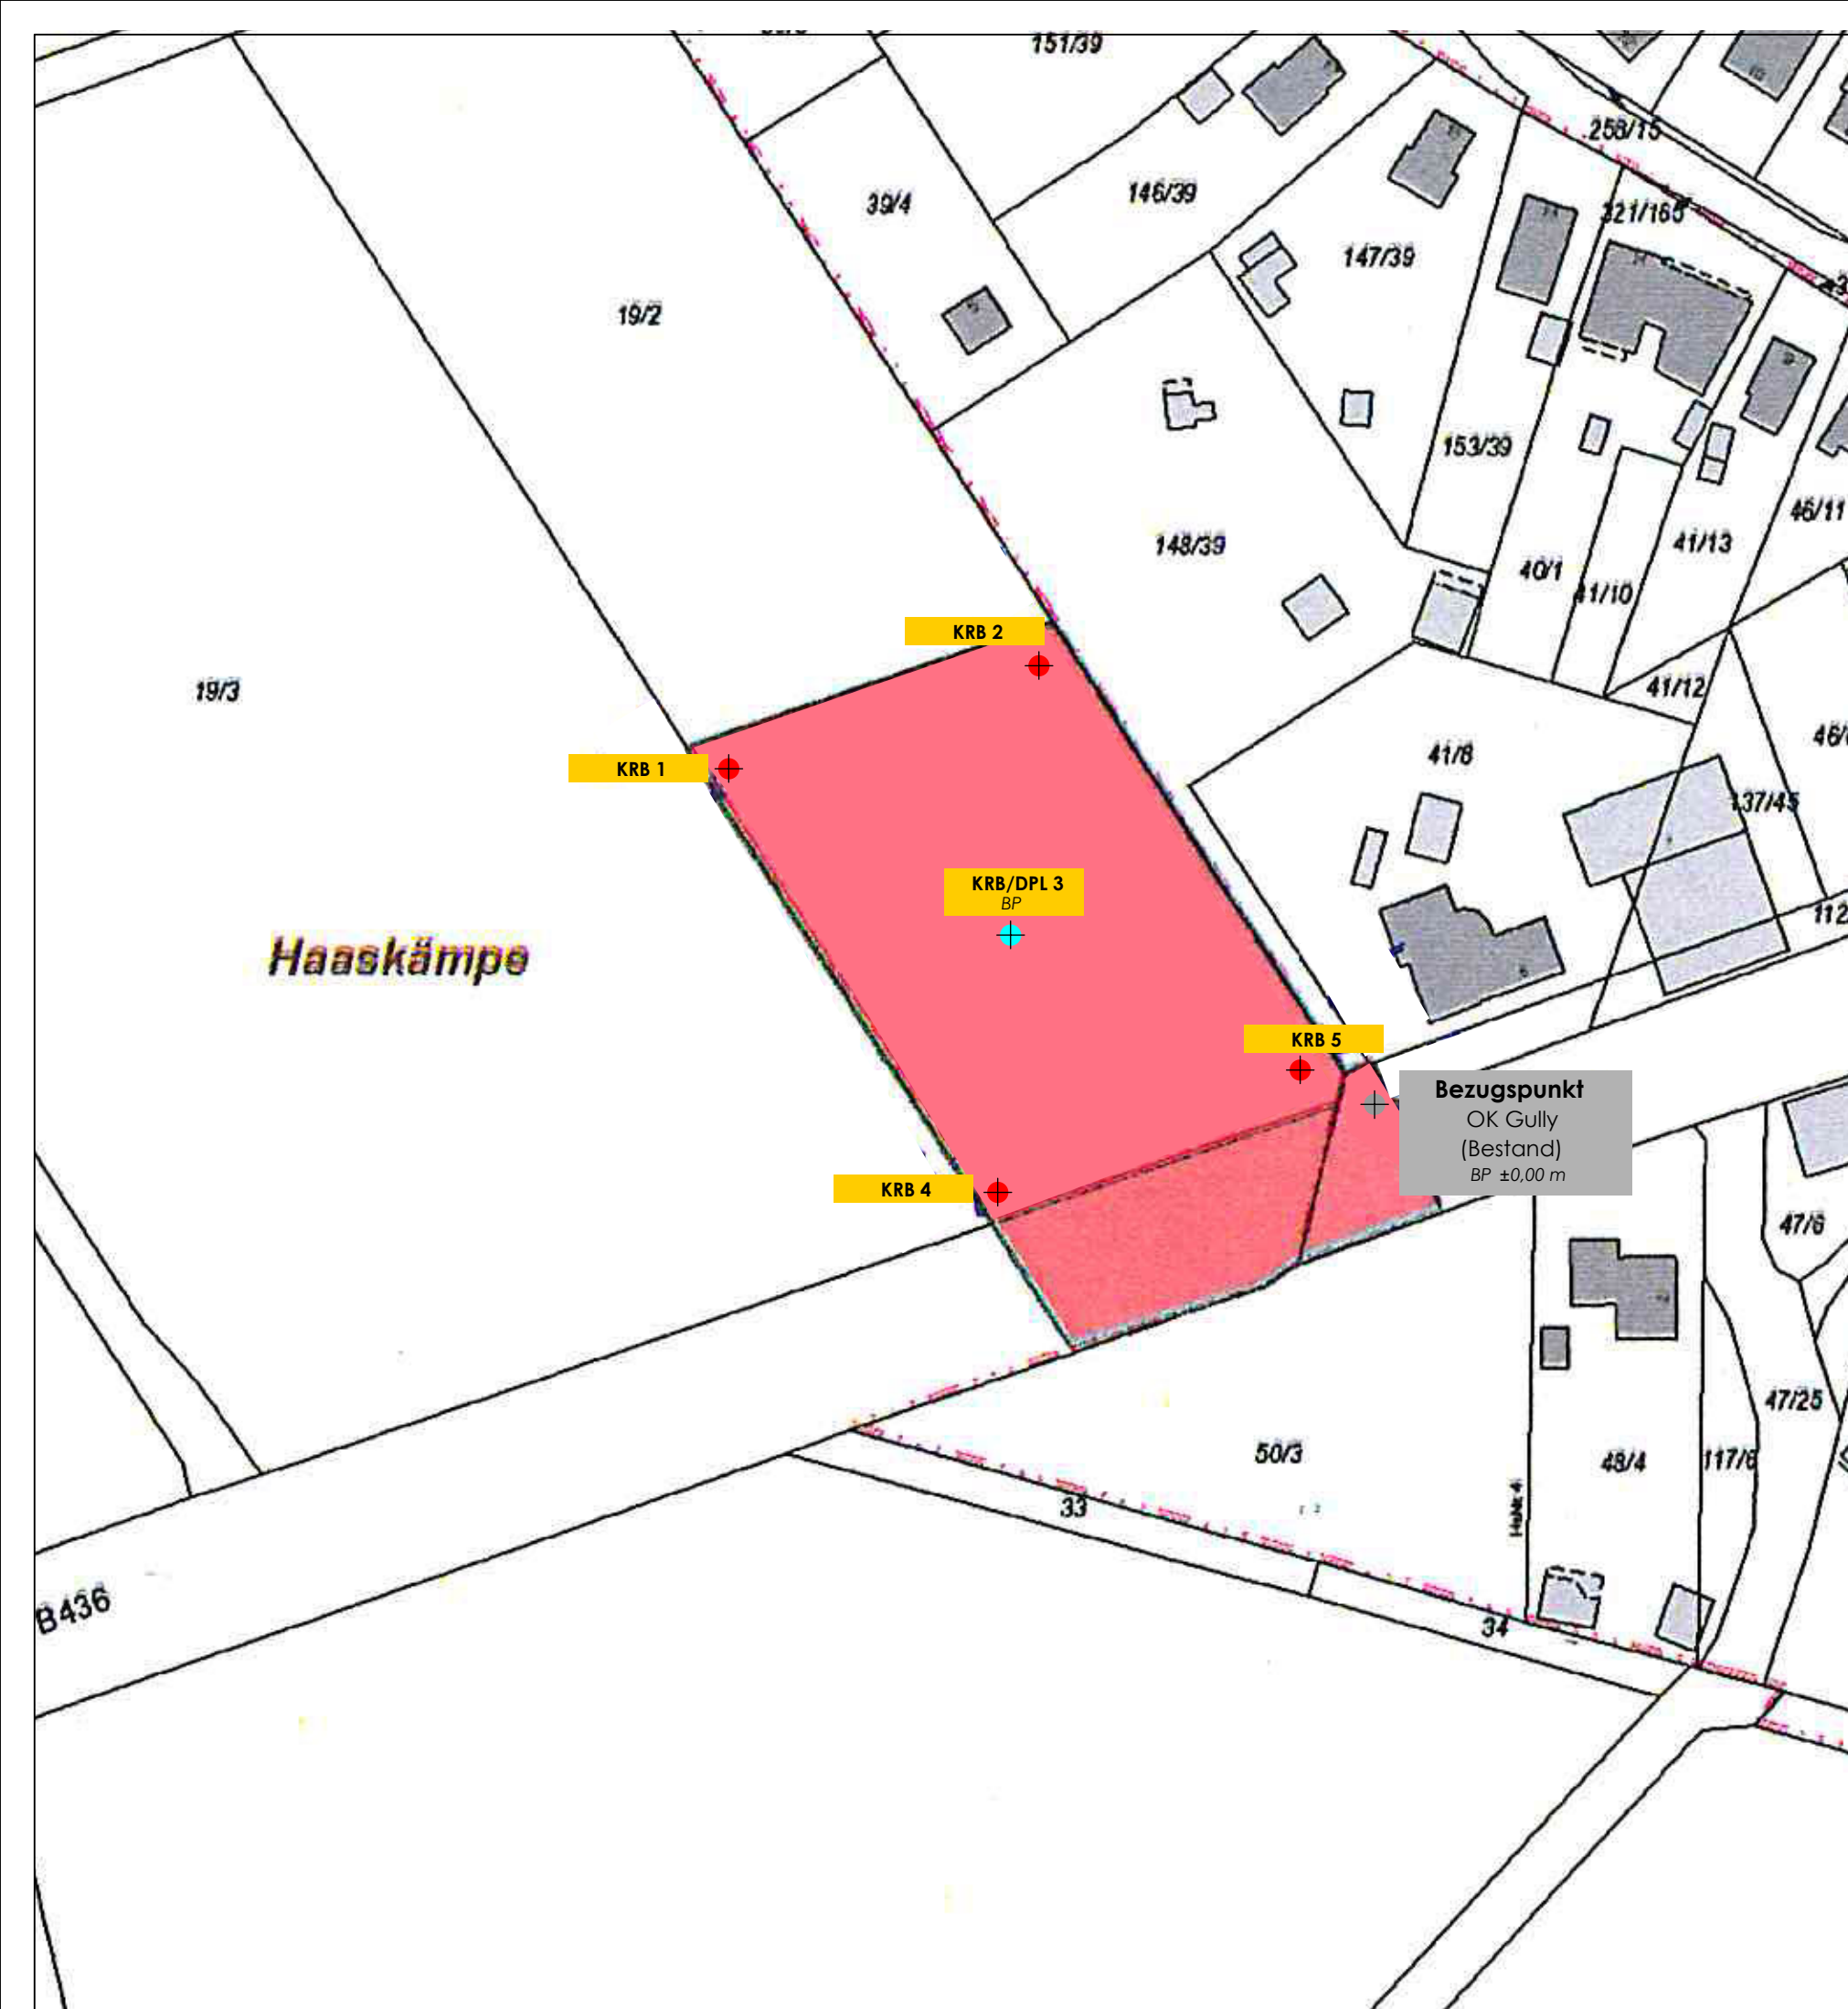 151/39
258/15
39/4
146/39
321/165
147/39
19/2
153/39
46/11
148/39
41/13
40/1
41/10
KRB 2
19/3
41/12
41/8
KRB 1
137/45
KRB/DPL 3
BP
112
Haaskämpe
KRB 5
Bezugspunkt
OK Gully
(Bestand)
BP ±0,00 m
KRB 4
47/6
47/25
50/3
48/4
117/6
33
B436
34